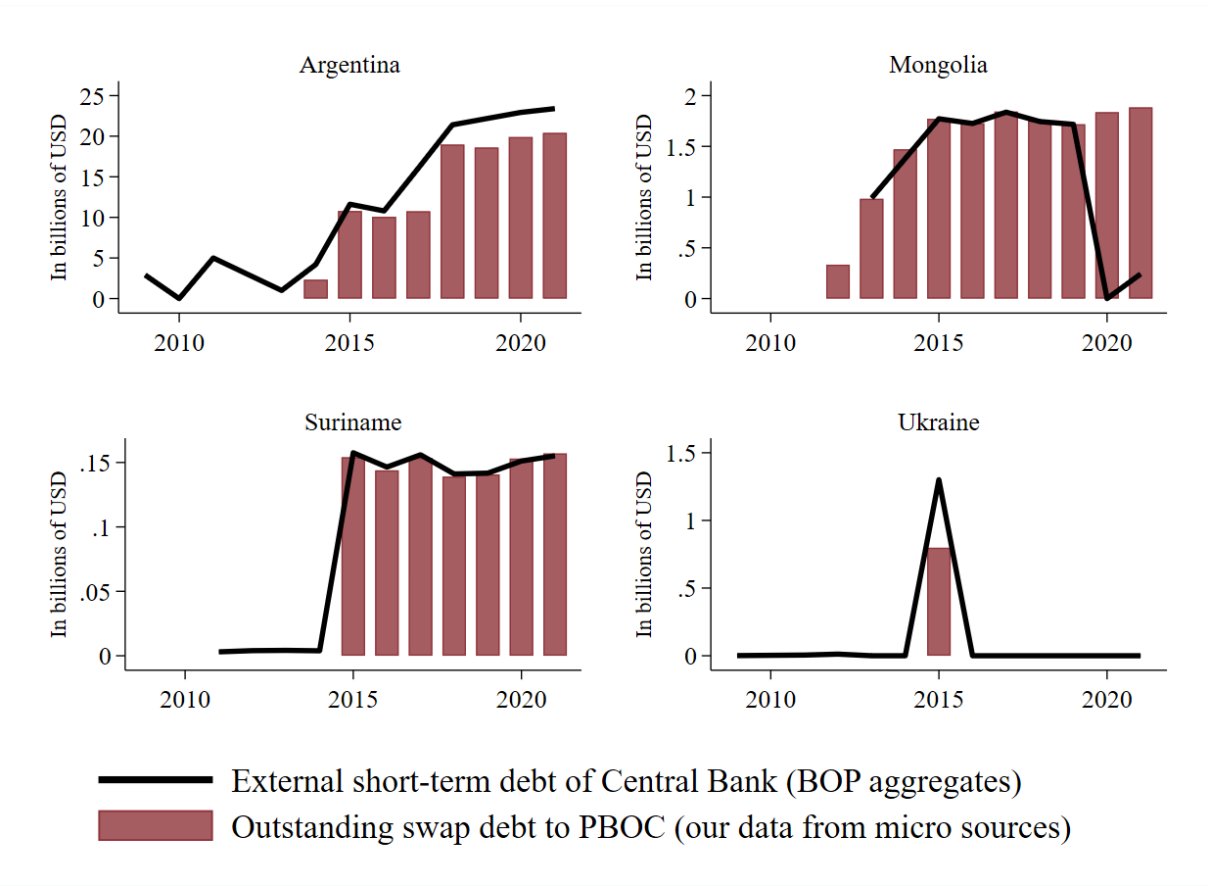 Argentina
In billions of USD
25
20
15
10
5
0
2010 2015 2020
Mongolia
In billions of USD
2
1.5
1
.5
0
2010 2015 2020
Suriname
In billions of USD
.15
.1
.05
0
2010 2015 2020
Ukraine
In billions of USD
1.5
1
.5
0
2010 2015 2020
External short-term debt of Central Bank (BOP aggregates)
Outstanding swap debt to PBOC (our data from micro sources)